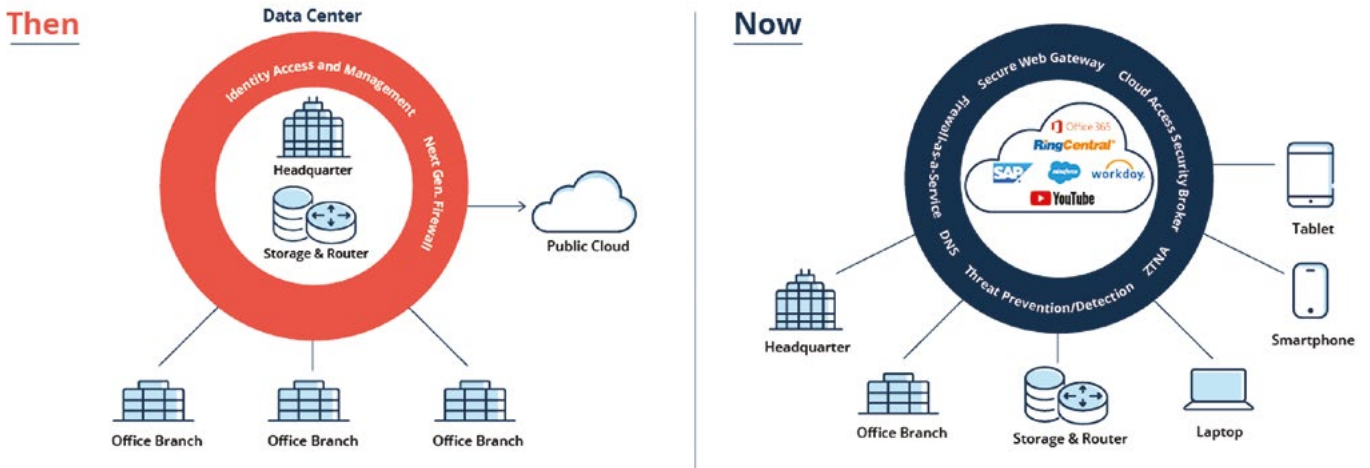 Then
Data Center
Identity Access and Management
Next Gen. Firewall
Headquarter
Storage & Router
Public Cloud
Office Branch
Office Branch
Office Branch
Now
Firewall-as-a-Service
Secure Web Gateway
Cloud Access Security Broker
ZTNA
Threat Prevention/Detection
DNS
Office 365
RingCentral®
SAP
salesforce
workday.
YouTube
Tablet
Smartphone
Headquarter
Office Branch
Storage & Router
Laptop